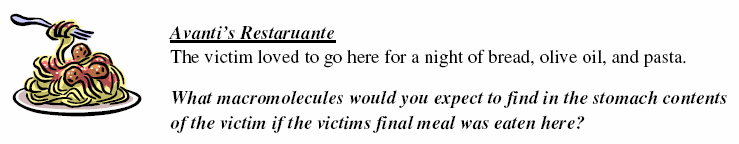 Avanti's Restaruante
The victim loved to go here for a night of bread, olive oil, and pasta.
What macromolecules would you expect to find in the stomach contents
of the victim if the victims final meal was eaten here?